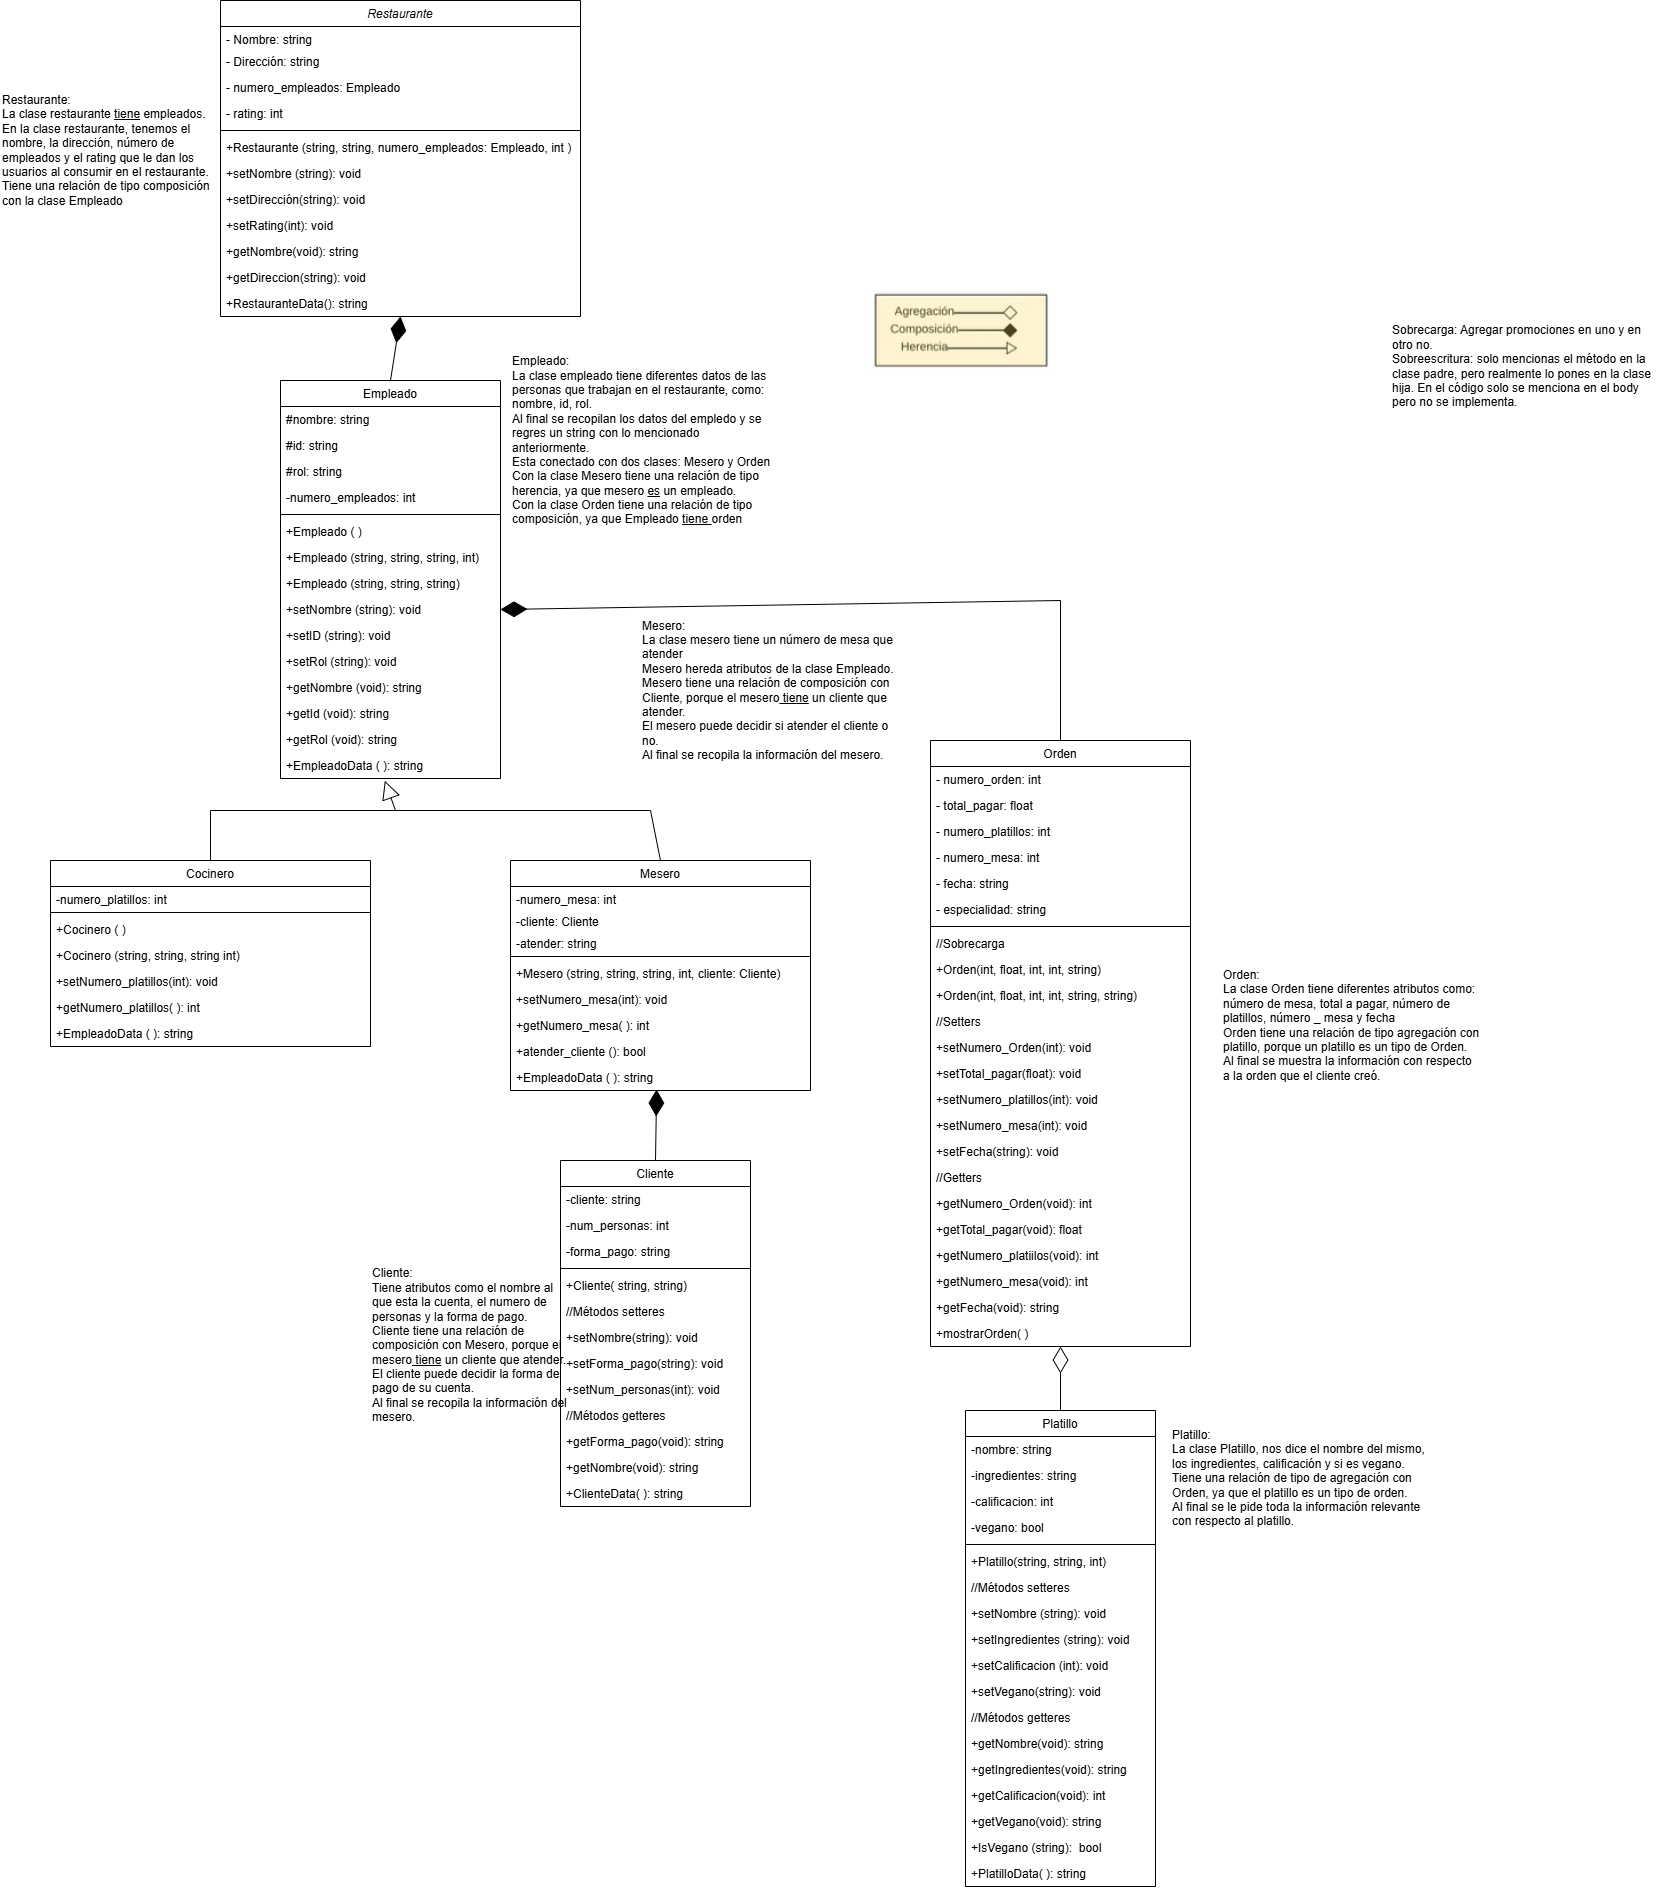 Restaurante
- Nombre: string
- Dirección: string
- numero_empleados: Empleado
- rating: int
+Restaurante (string, string, numero_empleados: Empleado, int )
+setNombre (string): void
+setDirección(string): void
+setRating(int): void
+getNombre(void): string
+getDireccion(string): void
+RestauranteData(): string
Restaurante:
La clase restaurante tiene empleados.
En la clase restaurante, tenemos el
nombre, la dirección, número de
empleados y el rating que le dan los
usuarios al consumir en el restaurante.
Tiene una relación de tipo composición
con la clase Empleado
Agregación
Composición
Herencia
Sobrecarga: Agregar promociones en uno y en
otro no.
Sobreescritura: solo mencionas el método en la
clase padre, pero realmente lo pones en la clase
hija. En el código solo se menciona en el body
pero no se implementa.
Empleado
#nombre: string
#id: string
#rol: string
-numero_empleados: int
+Empleado ( )
+Empleado (string, string, string, int)
+Empleado (string, string, string)
+setNombre (string): void
+setID (string): void
+setRol (string): void
+getNombre (void): string
+getId (void): string
+getRol (void): string
+EmpleadoData ( ): string
Empleado:
La clase empleado tiene diferentes datos de las
personas que trabajan en el restaurante, como:
nombre, id, rol.
Al final se recopilan los datos del empledo y se
regres un string con lo mencionado
anteriormente.
Esta conectado con dos clases: Mesero y Orden
Con la clase Mesero tiene una relación de tipo
herencia, ya que mesero es un empleado.
Con la clase Orden tiene una relación de tipo
composición, ya que Empleado tiene orden
Mesero:
La clase mesero tiene un número de mesa que
atender
Mesero hereda atributos de la clase Empleado.
Mesero tiene una relación de composición con
Cliente, porque el mesero tiene un cliente que
atender.
El mesero puede decidir si atender el cliente o
no.
Al final se recopila la información del mesero.
Cocinero
-numero_platillos: int
+Cocinero ( )
+Cocinero (string, string, string int)
+setNumero_platillos(int): void
+getNumero_platillos( ): int
+EmpleadoData ( ): string
Mesero
-numero_mesa: int
-cliente: Cliente
-atender: string
+Mesero (string, string, string, int, cliente: Cliente)
+setNumero_mesa(int): void
+getNumero_mesa( ): int
+atender_cliente (): bool
+EmpleadoData ( ): string
Orden
- numero_orden: int
- total_pagar: float
- numero_platillos: int
- numero_mesa: int
- fecha: string
- especialidad: string
//Sobrecarga
+Orden(int, float, int, int, string)
+Orden(int, float, int, int, string, string)
//Setters
+setNumero_Orden(int): void
+setTotal_pagar(float): void
+setNumero_platillos(int): void
+setNumero_mesa(int): void
+setFecha(string): void
//Getters
+getNumero_Orden(void): int
+getTotal_pagar(void): float
+getNumero_platiilos(void): int
+getNumero_mesa(void): int
+getFecha(void): string
+mostrarOrden( )
Orden:
La clase Orden tiene diferentes atributos como:
número de mesa, total a pagar, número de
platillos, número _ mesa y fecha
Orden tiene una relación de tipo agregación con
platillo, porque un platillo es un tipo de Orden.
Al final se muestra la información con respecto
a la orden que el cliente creó.
Cliente
-cliente: string
-num_personas: int
-forma_pago: string
+Cliente( string, string)
//Métodos setteres
+setNombre(string): void
+setForma_pago(string): void
+setNum_personas(int): void
//Métodos getteres
+getForma_pago(void): string
+getNombre(void): string
+ClienteData( ): string
Cliente:
Tiene atributos como el nombre al
que esta la cuenta, el numero de
personas y la forma de pago.
Cliente tiene una relación de
composición con Mesero, porque el
mesero tiene un cliente que atender.
El cliente puede decidir la forma de
pago de su cuenta.
Al final se recopila la información del
mesero.
Platillo
-nombre: string
-ingredientes: string
-calificacion: int
-vegano: bool
+Platillo(string, string, int)
//Métodos setteres
+setNombre (string): void
+setIngredientes (string): void
+setCalificacion (int): void
+setVegano(string): void
//Métodos getteres
+getNombre(void): string
+getIngredientes(void): string
+getCalificacion(void): int
+getVegano(void): string
+IsVegano (string):  bool
+PlatilloData( ): string
Platillo:
La clase Platillo, nos dice el nombre del mismo,
los ingredientes, calificación y si es vegano.
Tiene una relación de tipo de agregación con
Orden, ya que el platillo es un tipo de orden.
Al final se le pide toda la información relevante
con respecto al platillo.